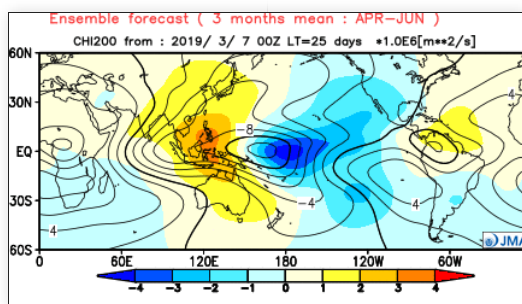 Ensemble forecast ( 3 months mean : APR-JUN )
CHI200 from : 2019/ 3/ 7 00Z LT=25 days *1.0E6[m**2/s]
60N
30N
EQ
30S
60S
-4
-8
-4
4
4
JMA
0 60E 120E 180 120W 60W
-4 -3 -2 -1 0 1 2 3 4